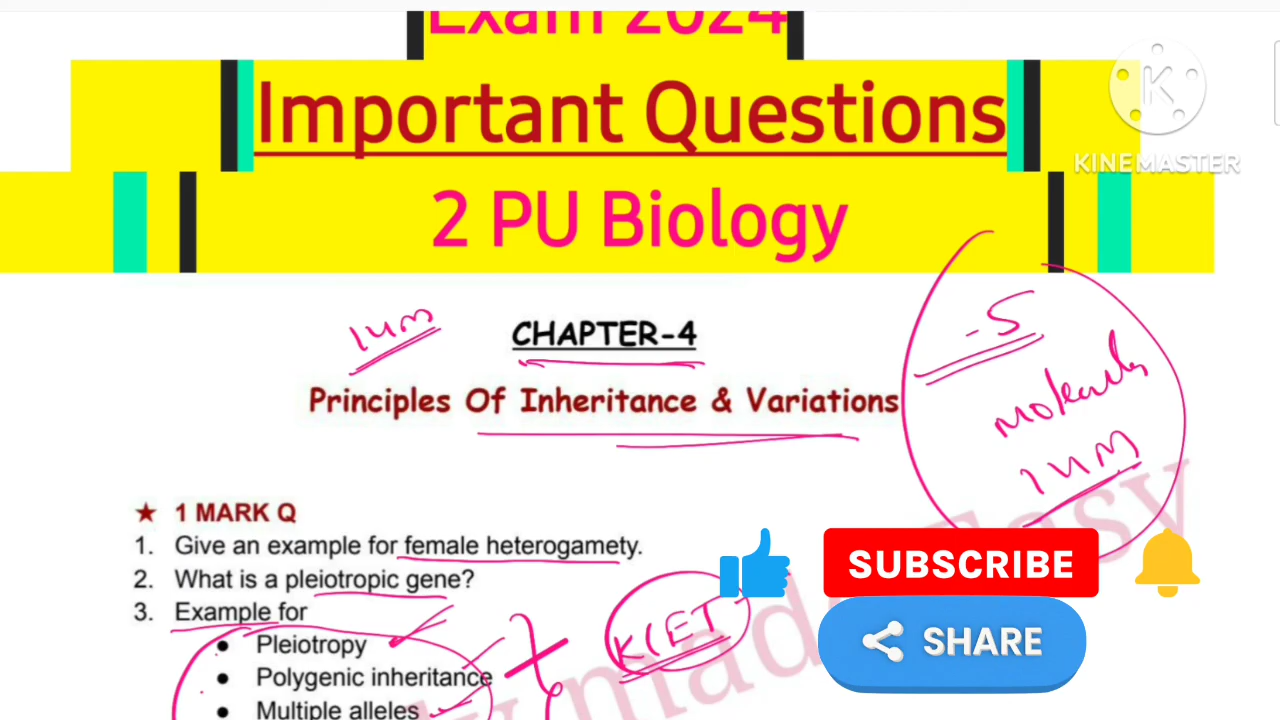 Exam 2024
Important Questions
KINEMASTER
2 PU Biology
14m
CHAPTER-4
-5
Principles Of Inheritance & Variations
14m
★ 1 MARK Q
1. Give an example for female heterogamety.
2. What is a pleiotropic gene?
SUBSCRIBE
3. Example for
KCET
SHARE
● Pleiotropy
● Polygenic inheritance
● Multiple alleles